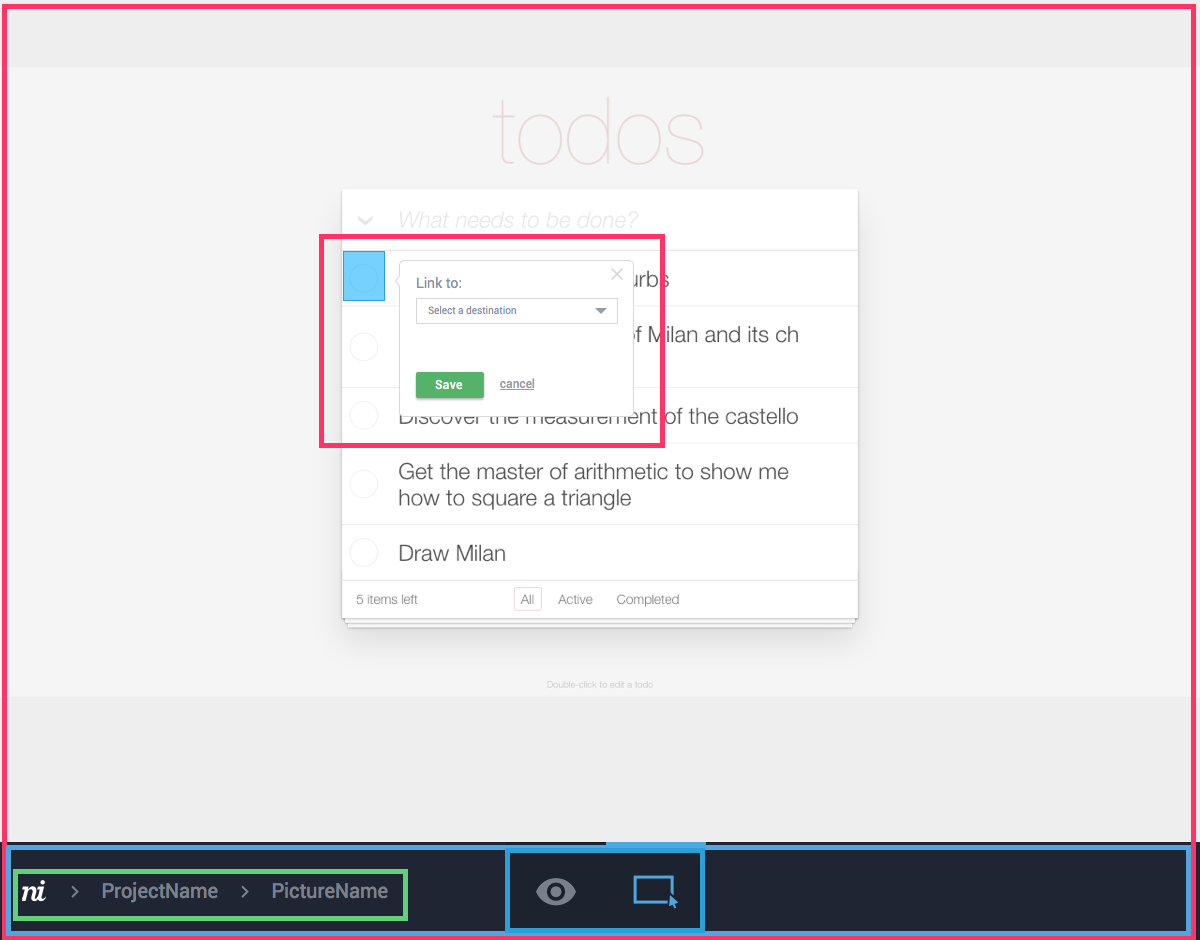 todos
What needs to be done?
urbs
Link to:
Select a destination
of Milan and its ch
Save
cancel
Discover the measurement of the castello
Get the master of arithmetic to show me
how to square a triangle
Draw Milan
5 items left
All
Active
Completed
Double-click to edit a todo
ni > ProjectName > PictureName